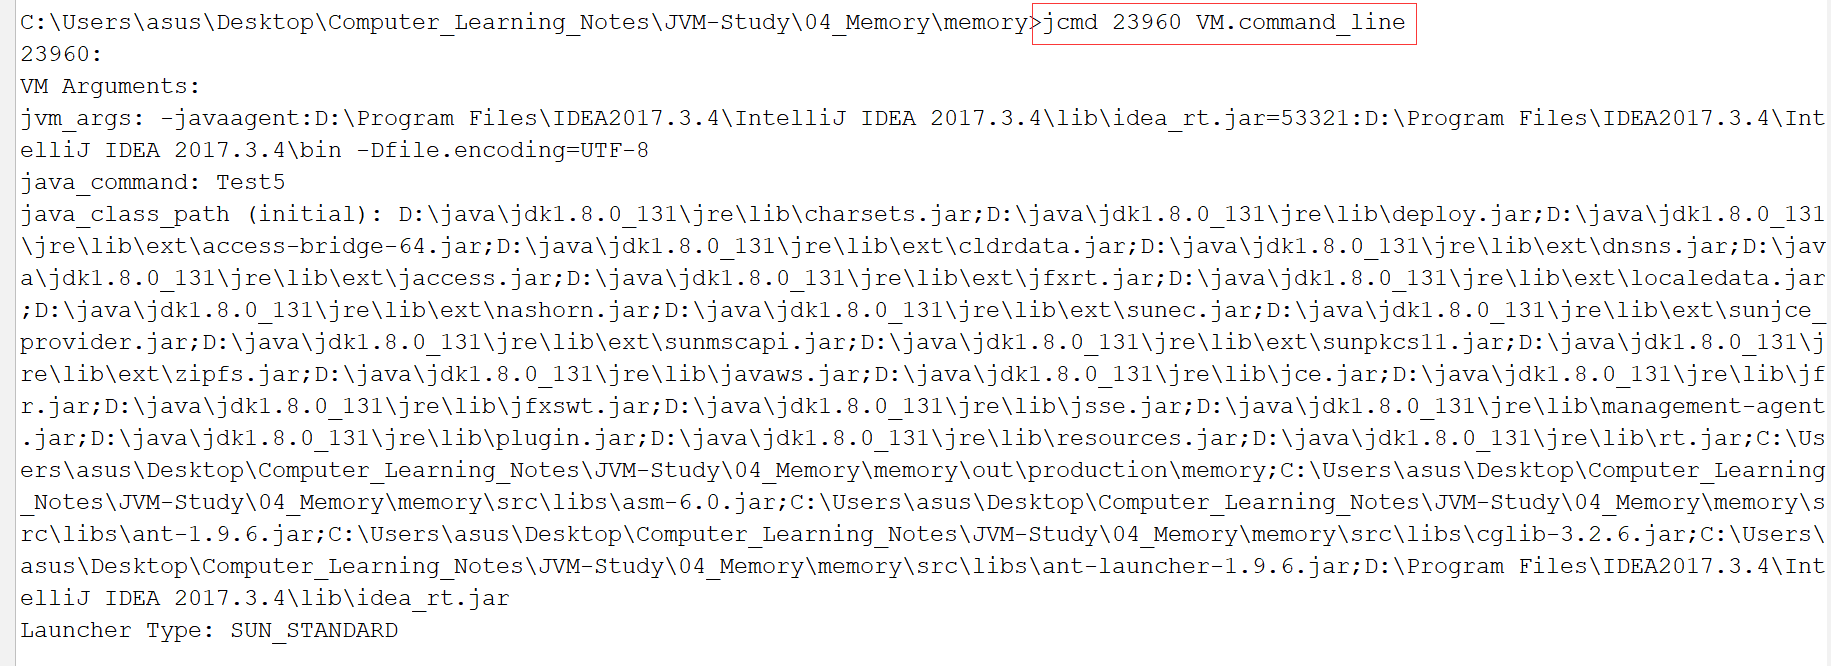 C:\Users\asus\Desktop\Computer_Learning_Notes\JVM-Study\04_Memory\memory>jcmd 23960 VM.command_line
23960:
VM Arguments:
jvm_args: -javaagent:D:\Program Files\IDEA2017.3.4\IntelliJ IDEA 2017.3.4\lib\idea_rt.jar=53321:D:\Program Files\IDEA2017.3.4\Int
elliJ IDEA 2017.3.4\bin -Dfile.encoding=UTF-8
java_command: Test5
java_class_path (initial): D:\java\jdk1.8.0_131\jre\lib\charsets.jar;D:\java\jdk1.8.0_131\jre\lib\deploy.jar;D:\java\jdk1.8.0_131
\jre\lib\ext\access-bridge-64.jar;D:\java\jdk1.8.0_131\jre\lib\ext\cldrdata.jar;D:\java\jdk1.8.0_131\jre\lib\ext\dnsns.jar;D:\jav
a\jdk1.8.0_131\jre\lib\ext\jaccess.jar;D:\java\jdk1.8.0_131\jre\lib\ext\jfxrt.jar;D:\java\jdk1.8.0_131\jre\lib\ext\localedata.jar
;D:\java\jdk1.8.0_131\jre\lib\ext\nashorn.jar;D:\java\jdk1.8.0_131\jre\lib\ext\sunec.jar;D:\java\jdk1.8.0_131\jre\lib\ext\sunjce_
provider.jar;D:\java\jdk1.8.0_131\jre\lib\ext\sunmscapi.jar;D:\java\jdk1.8.0_131\jre\lib\ext\sunpkcs11.jar;D:\java\jdk1.8.0_131\j
re\lib\ext\zipfs.jar;D:\java\jdk1.8.0_131\jre\lib\javaws.jar;D:\java\jdk1.8.0_131\jre\lib\jce.jar;D:\java\jdk1.8.0_131\jre\lib\jf
r.jar;D:\java\jdk1.8.0_131\jre\lib\jfxswt.jar;D:\java\jdk1.8.0_131\jre\lib\jsse.jar;D:\java\jdk1.8.0_131\jre\lib\management-agent
.jar;D:\java\jdk1.8.0_131\jre\lib\plugin.jar;D:\java\jdk1.8.0_131\jre\lib\resources.jar;D:\java\jdk1.8.0_131\jre\lib\rt.jar;C:\Us
ers\asus\Desktop\Computer_Learning_Notes\JVM-Study\04_Memory\memory\out\production\memory;C:\Users\asus\Desktop\Computer_Learning
_Notes\JVM-Study\04_Memory\memory\src\libs\asm-6.0.jar;C:\Users\asus\Desktop\Computer_Learning_Notes\JVM-Study\04_Memory\memory\s
rc\libs\ant-1.9.6.jar;C:\Users\asus\Desktop\Computer_Learning_Notes\JVM-Study\04_Memory\memory\src\libs\cglib-3.2.6.jar;C:\Users\
asus\Desktop\Computer_Learning_Notes\JVM-Study\04_Memory\memory\src\libs\ant-launcher-1.9.6.jar;D:\Program Files\IDEA2017.3.4\Int
elliJ IDEA 2017.3.4\lib\idea_rt.jar
Launcher Type: SUN_STANDARD